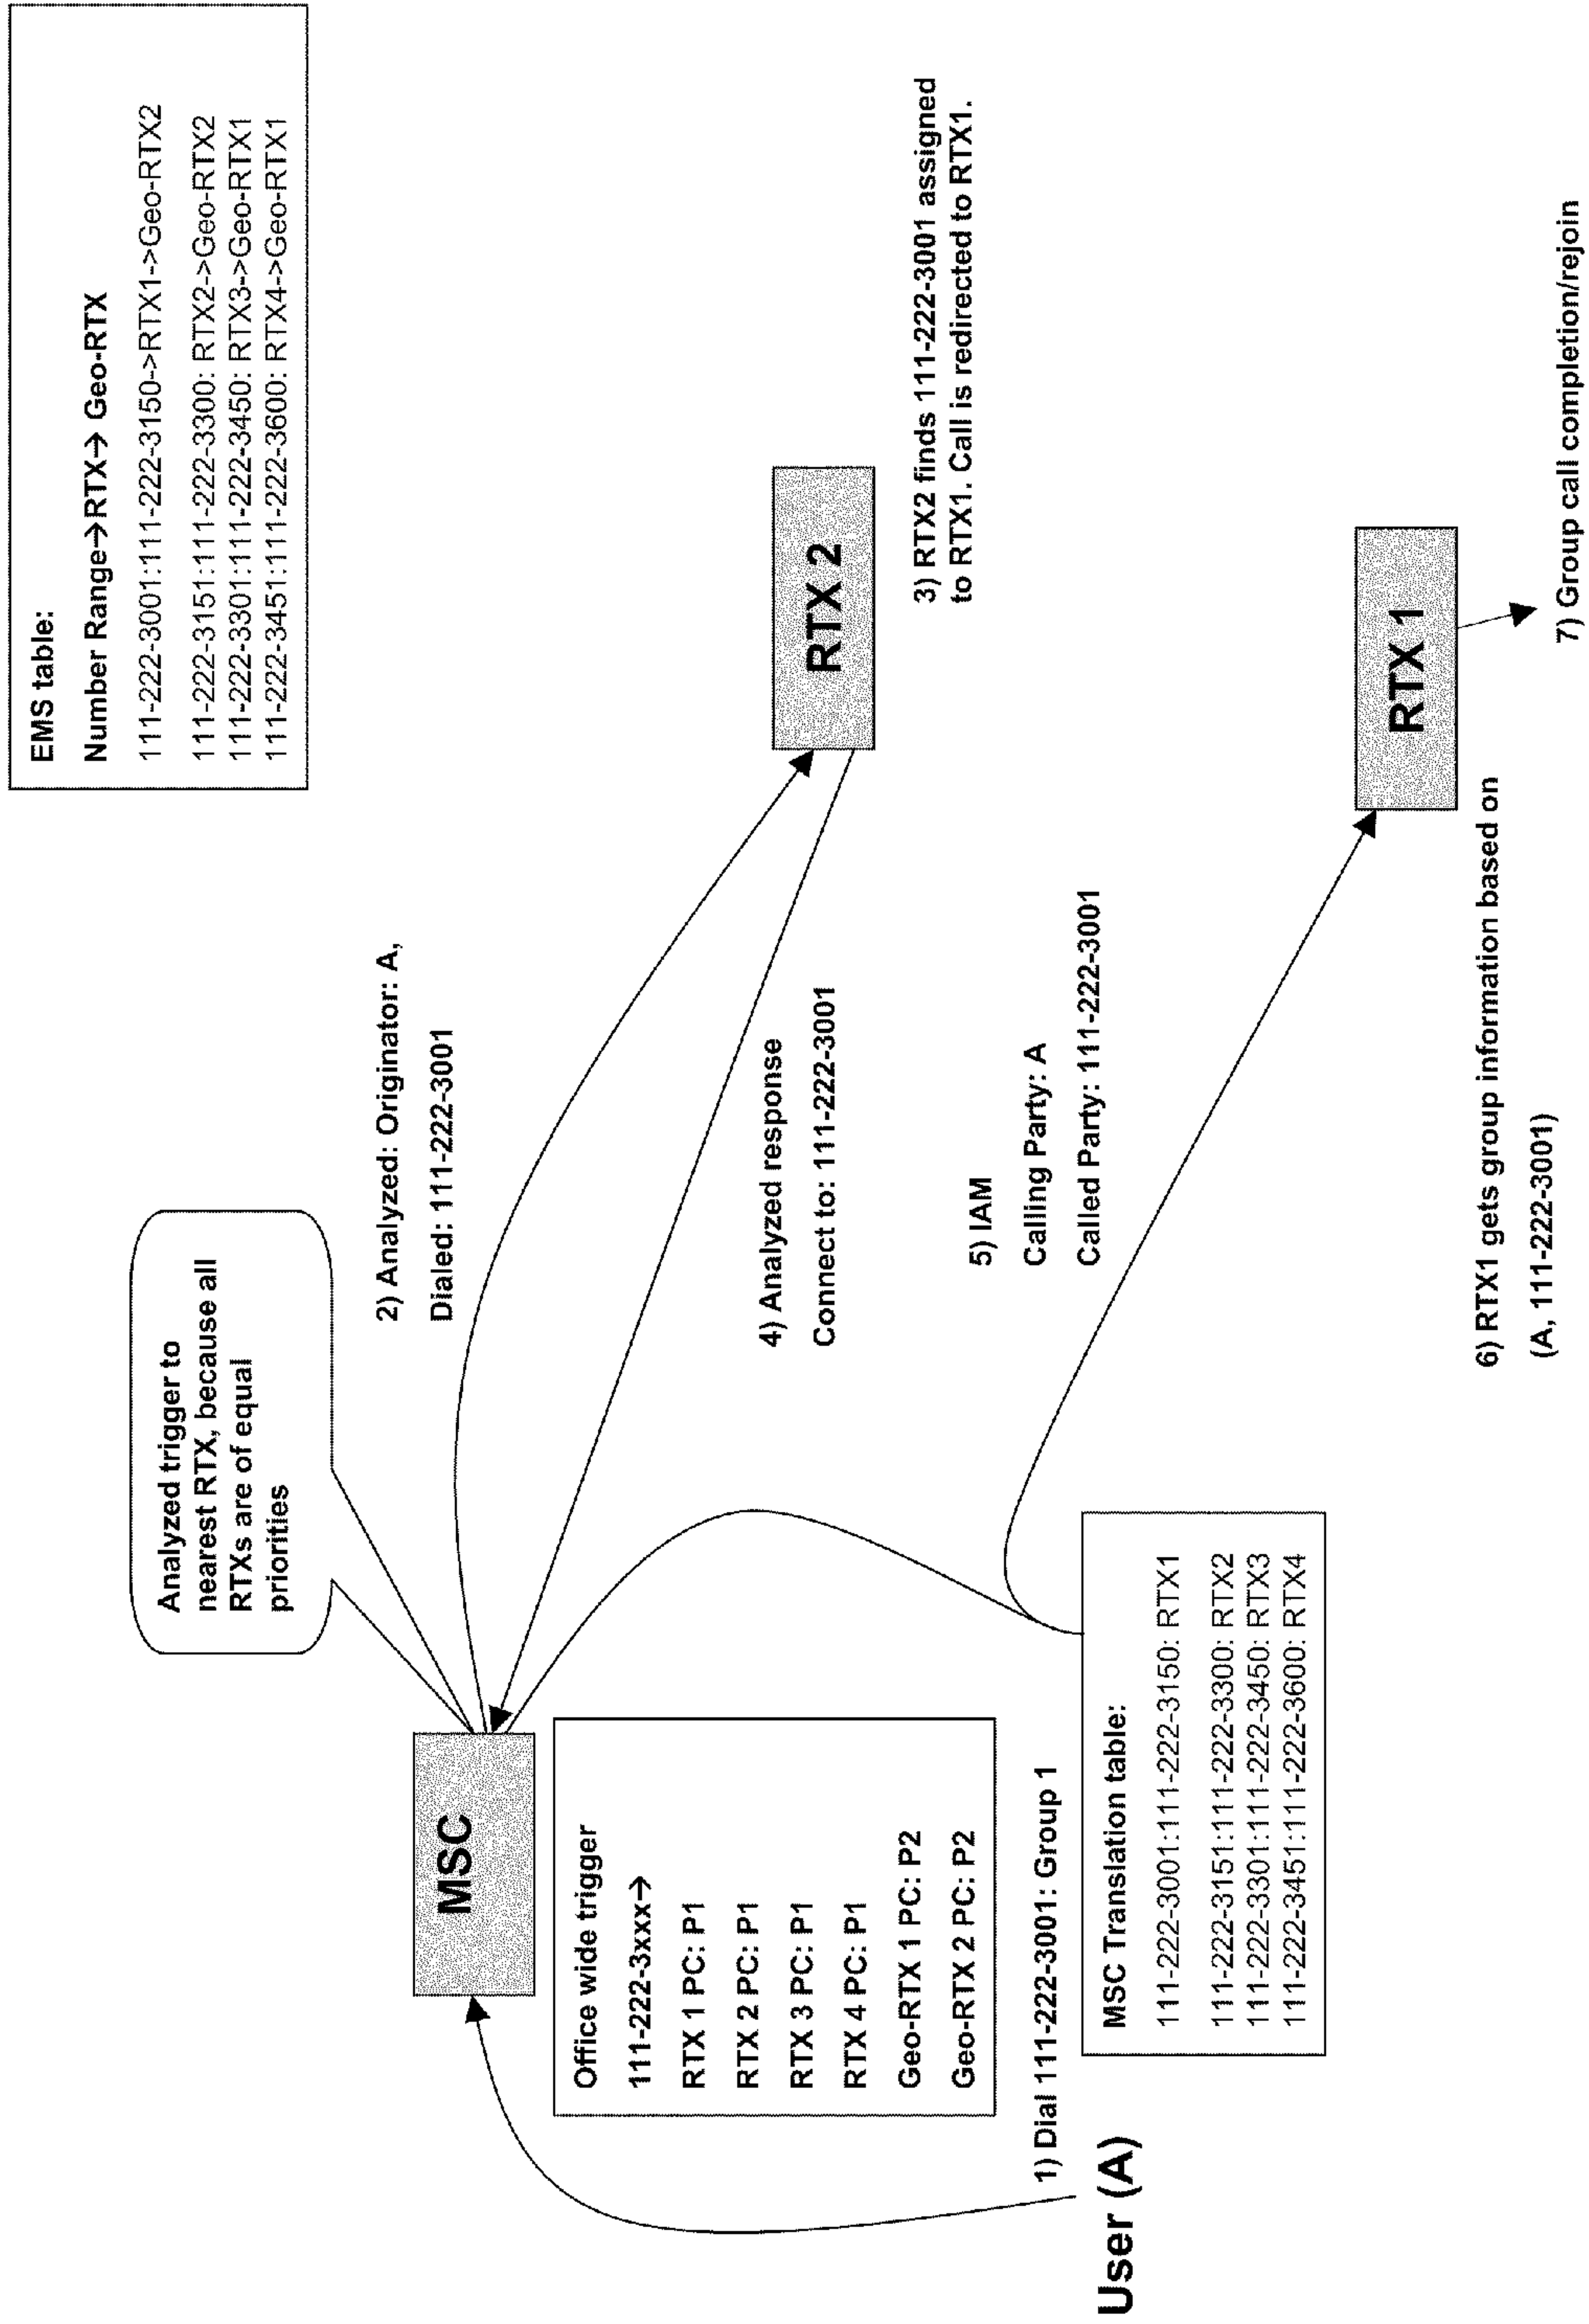 EMS table:
Number Range→RTX→ Geo-RTX
111-222-3001:111-222-3150->RTX1->Geo-RTX2
111-222-3151:111-222-3300: RTX2->Geo-RTX2
111-222-3301:111-222-3450: RTX3->Geo-RTX1
111-222-3451:111-222-3600: RTX4->Geo-RTX1
Analyzed trigger to
nearest RTX, because all
RTXs are of equal
priorities
MSC
2) Analyzed: Originator: A,
Dialed: 111-222-3001
RTX 2
Office wide trigger
111-222-3xxx→
RTX 1 PC: P1
RTX 2 PC: P1
RTX 3 PC: P1
RTX 4 PC: P1
Geo-RTX 1 PC: P2
Geo-RTX 2 PC: P2
4) Analyzed response
Connect to: 111-222-3001
3) RTX2 finds 111-222-3001 assigned
to RTX1. Call is redirected to RTX1.
5) IAM
Calling Party: A
Called Party: 111-222-3001
1) Dial 111-222-3001: Group 1
User (A)
MSC Translation table:
111-222-3001:111-222-3150: RTX1
111-222-3151:111-222-3300: RTX2
111-222-3301:111-222-3450: RTX3
111-222-3451:111-222-3600: RTX4
RTX 1
6) RTX1 gets group information based on
(A, 111-222-3001)
7) Group call completion/rejoin